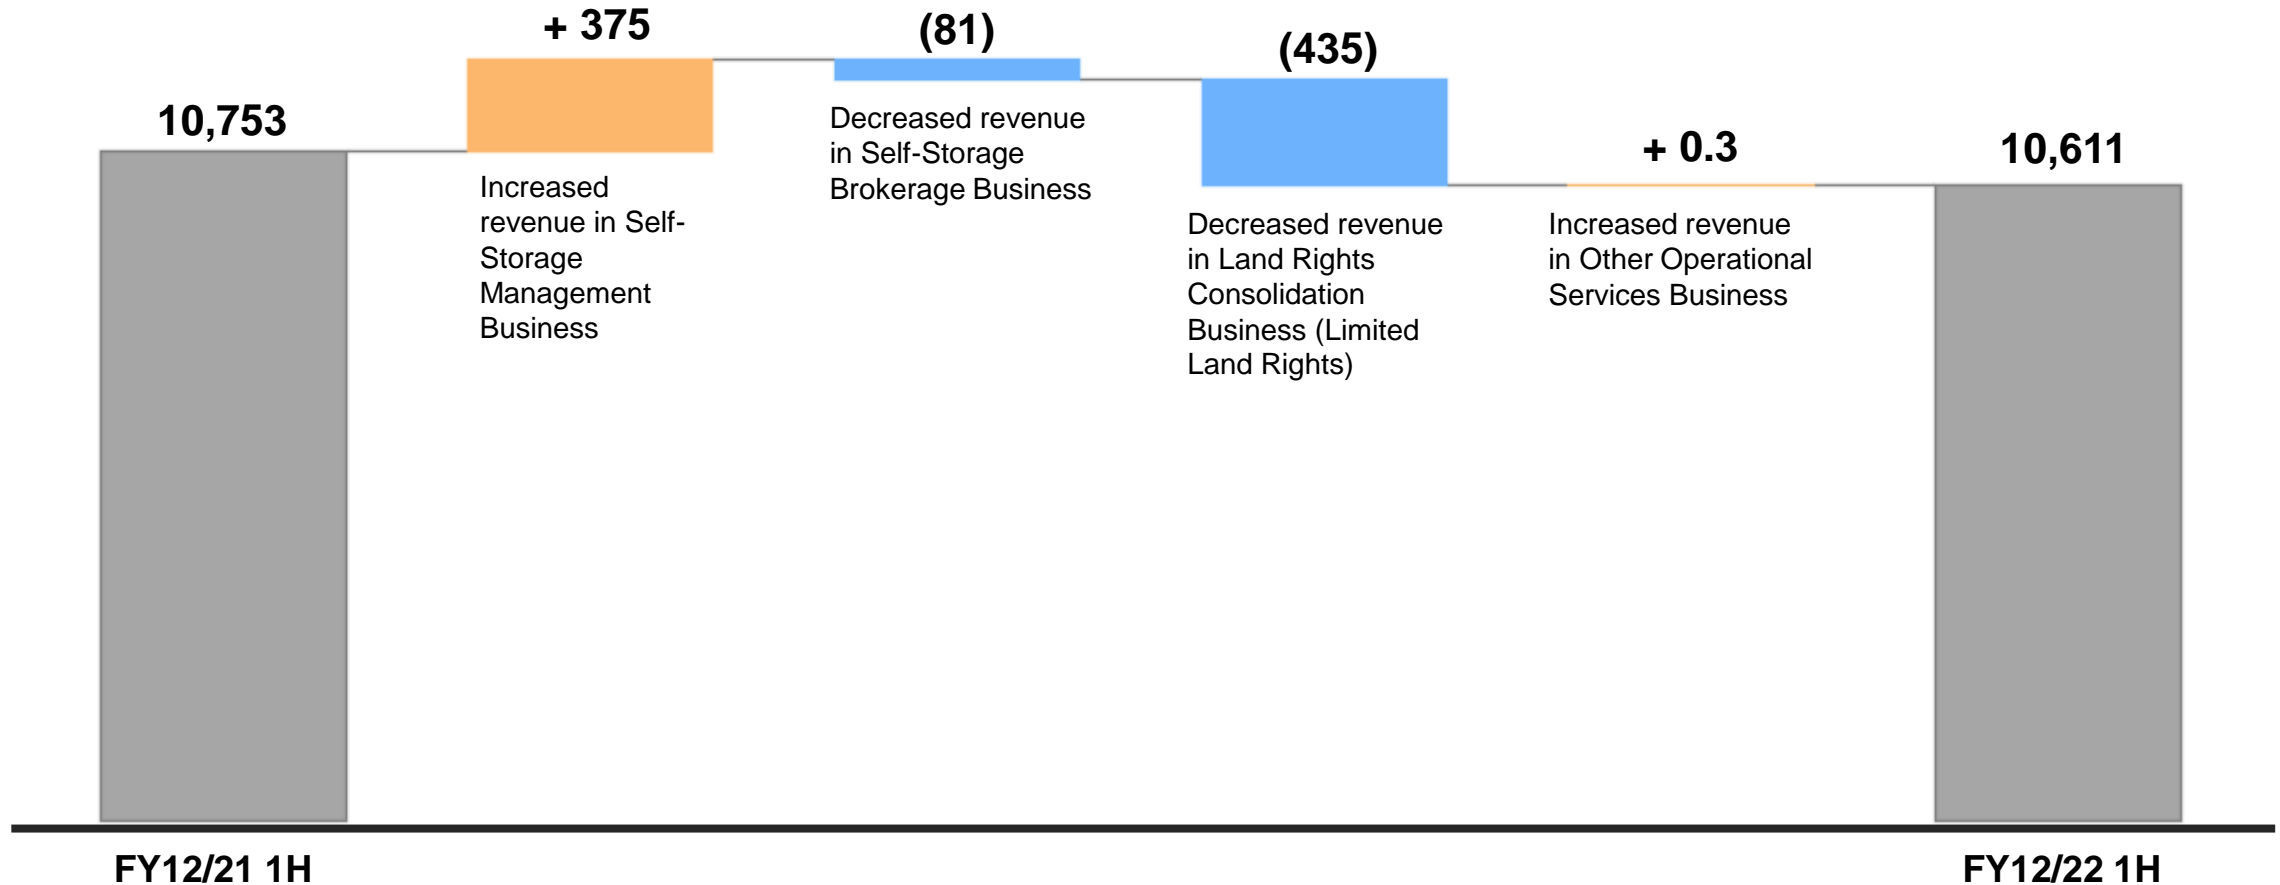 + 375
(81)
(435)
10,753
+ 0.3
10,611
Increased
revenue in Self-
Storage
Management
Business
Decreased revenue
in Self-Storage
Brokerage Business
Decreased revenue
in Land Rights
Consolidation
Business (Limited
Land Rights)
Increased revenue
in Other Operational
Services Business
FY12/21 1H
FY12/22 1H